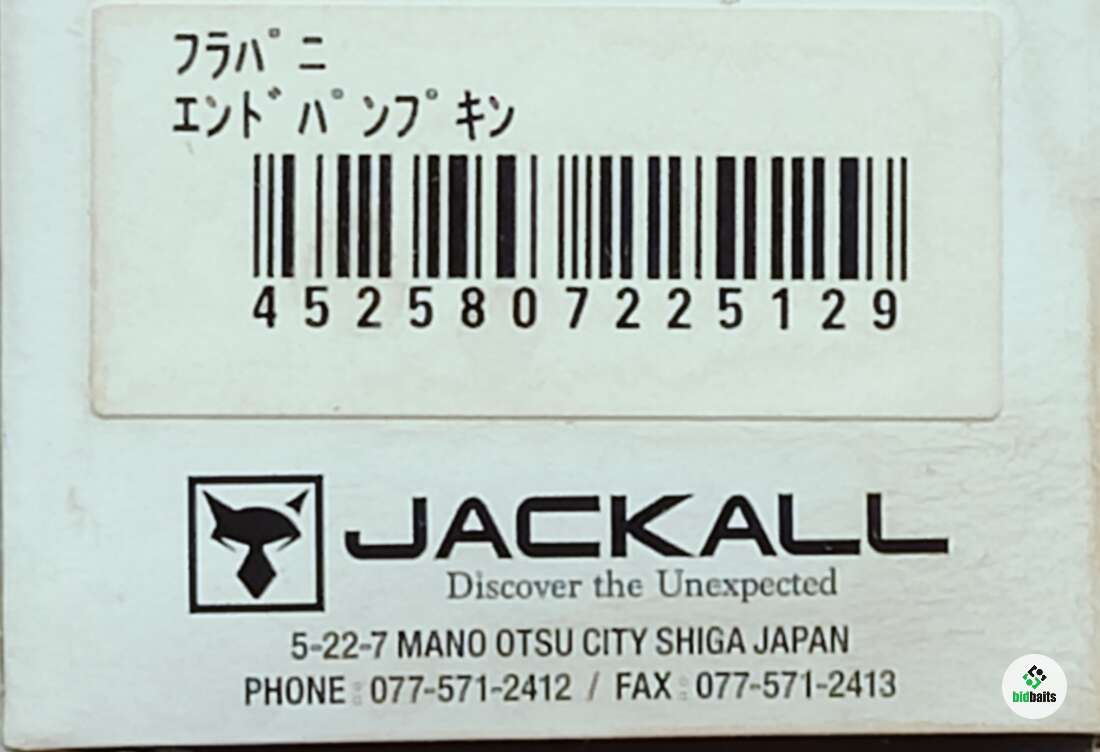 フラパニ
エンドパンプキン
4525807225129
JACKALL
Discover the Unexpected
5-22-7 MANO OTSU CITY SHIGA JAPAN
PHONE : 077-571-2412 / FAX : 077-571-2413
bidbaits